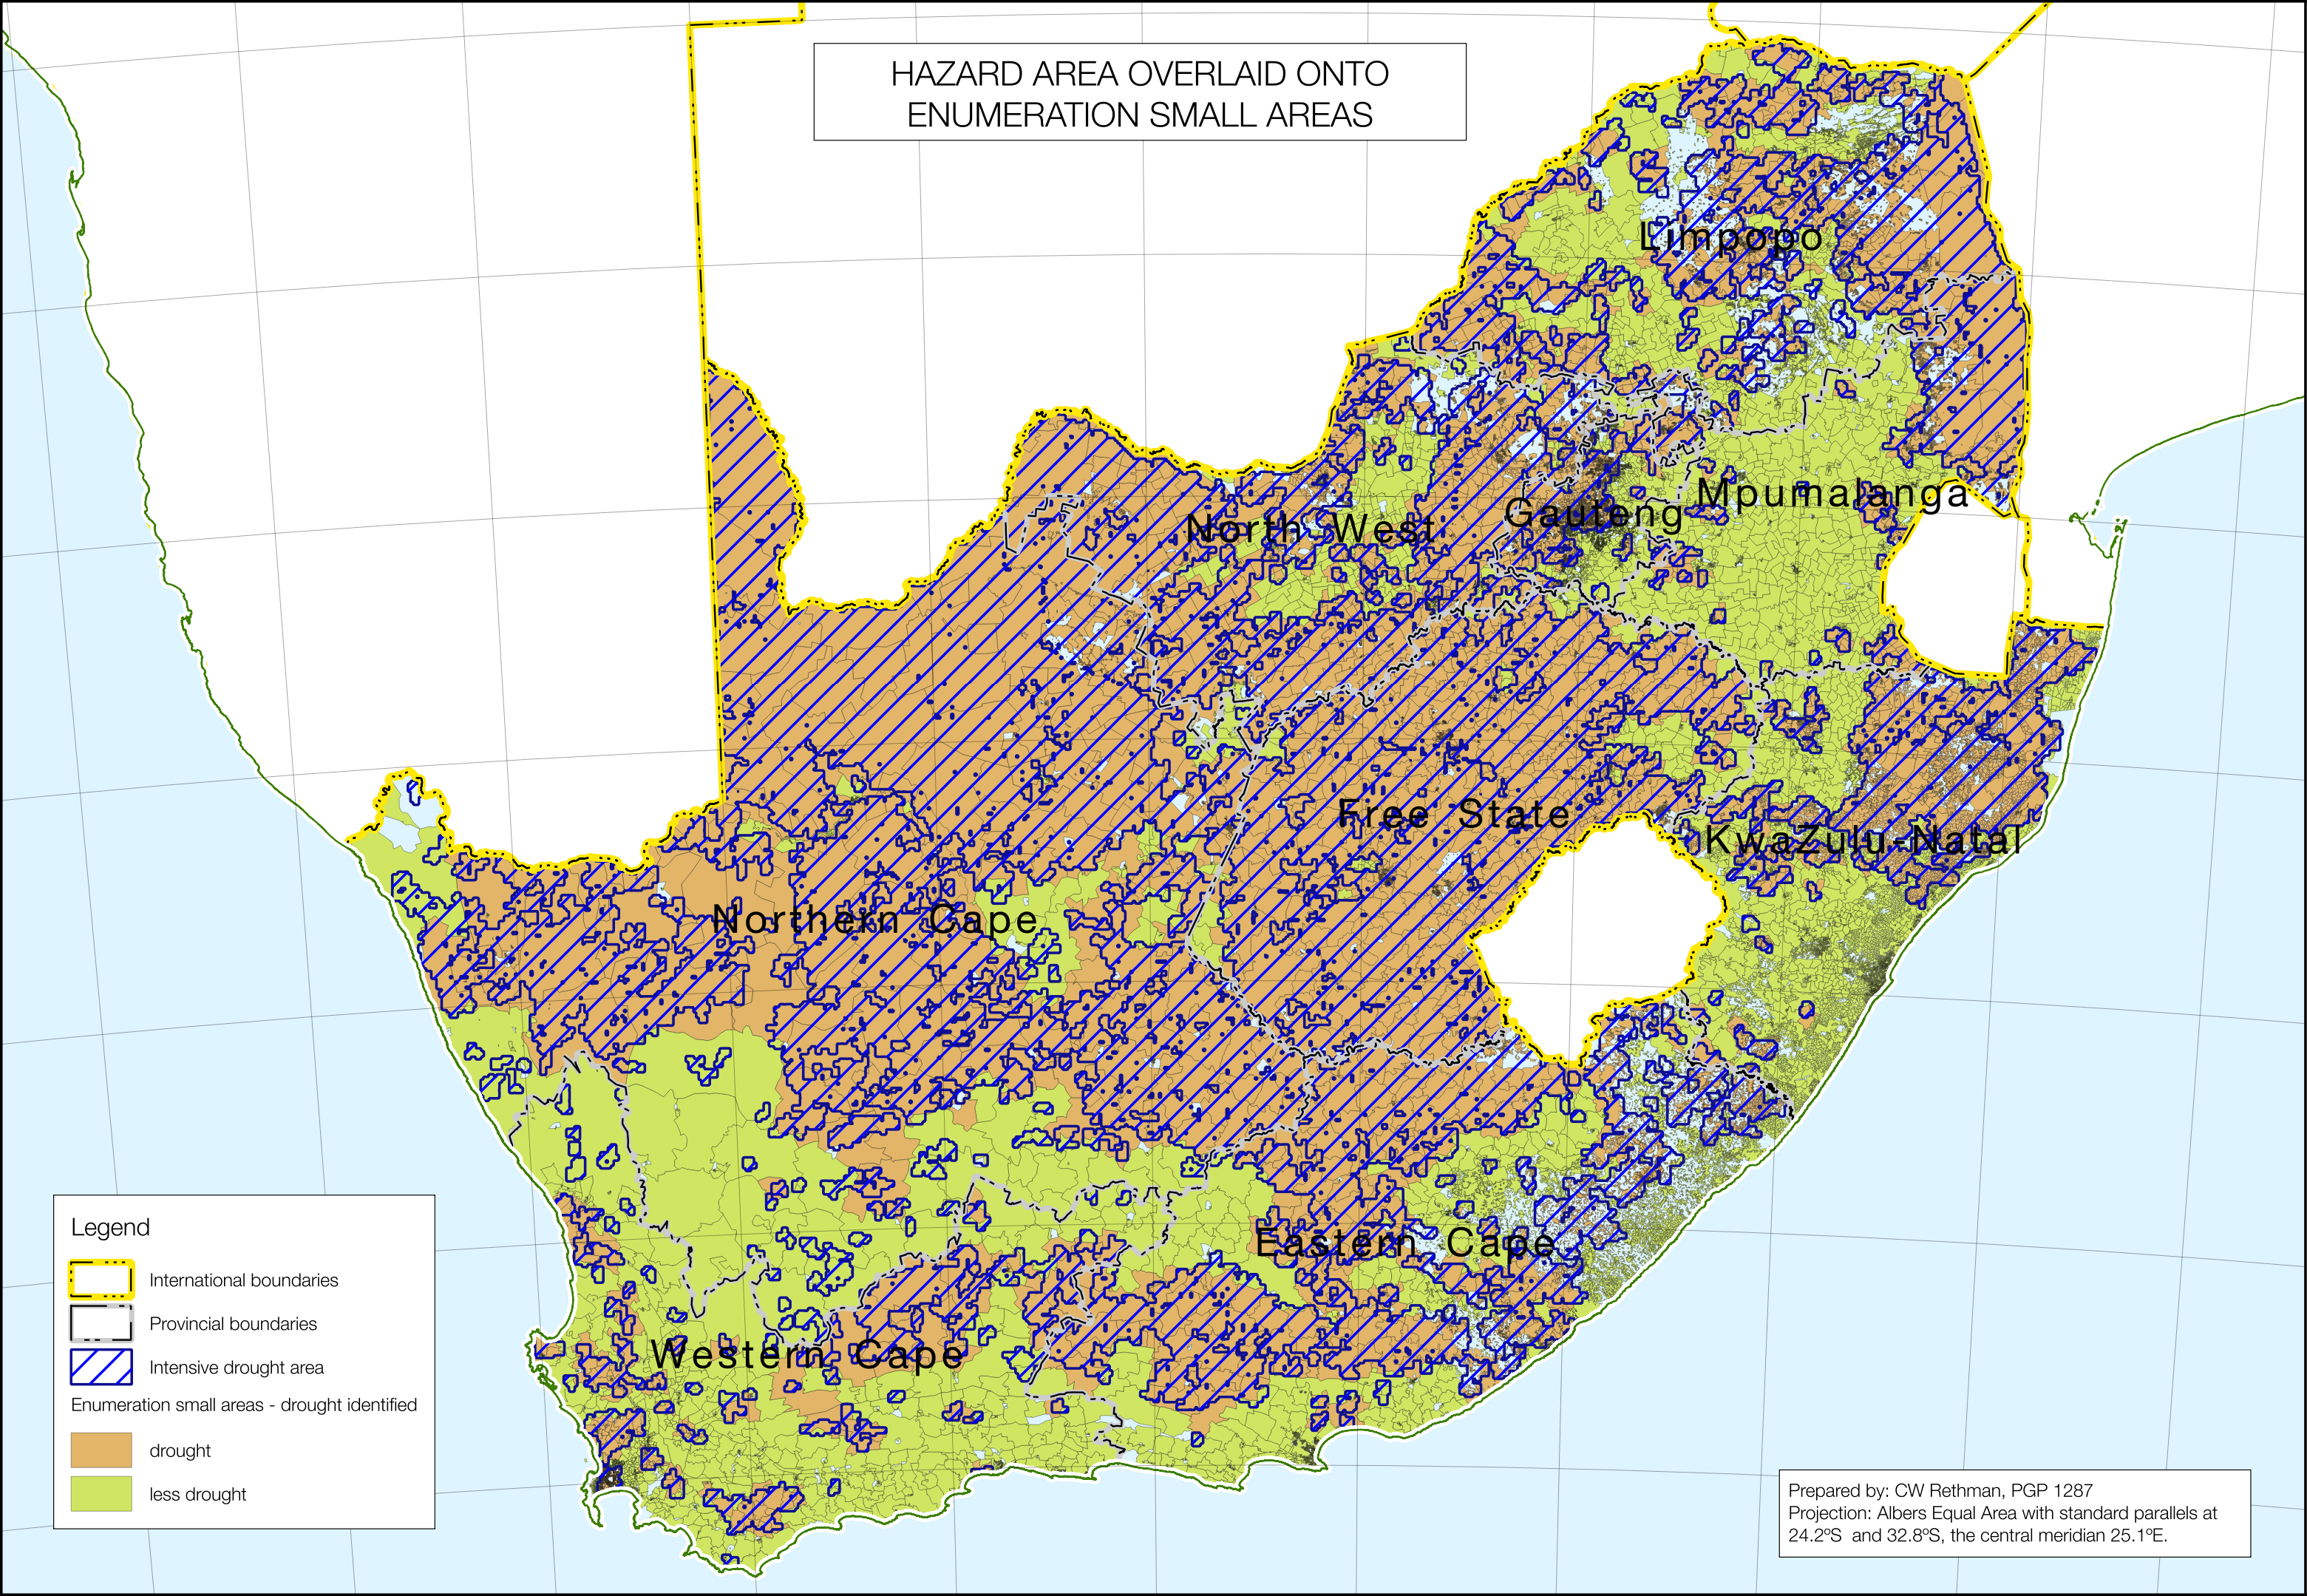 HAZARD AREA OVERLAID ONTO
ENUMERATION SMALL AREAS
Limpopo
Mpumalanga
Gauteng
North West
Free State
KwaZulu-Natal
Northern Cape
Eastern Cape
Western Cape
Legend
International boundaries
Provincial boundaries
Intensive drought area
Enumeration small areas - drought identified
drought
less drought
Prepared by: CW Rethman, PGP 1287
Projection: Albers Equal Area with standard parallels at
24.2ºS and 32.8ºS, the central meridian 25.1ºE.